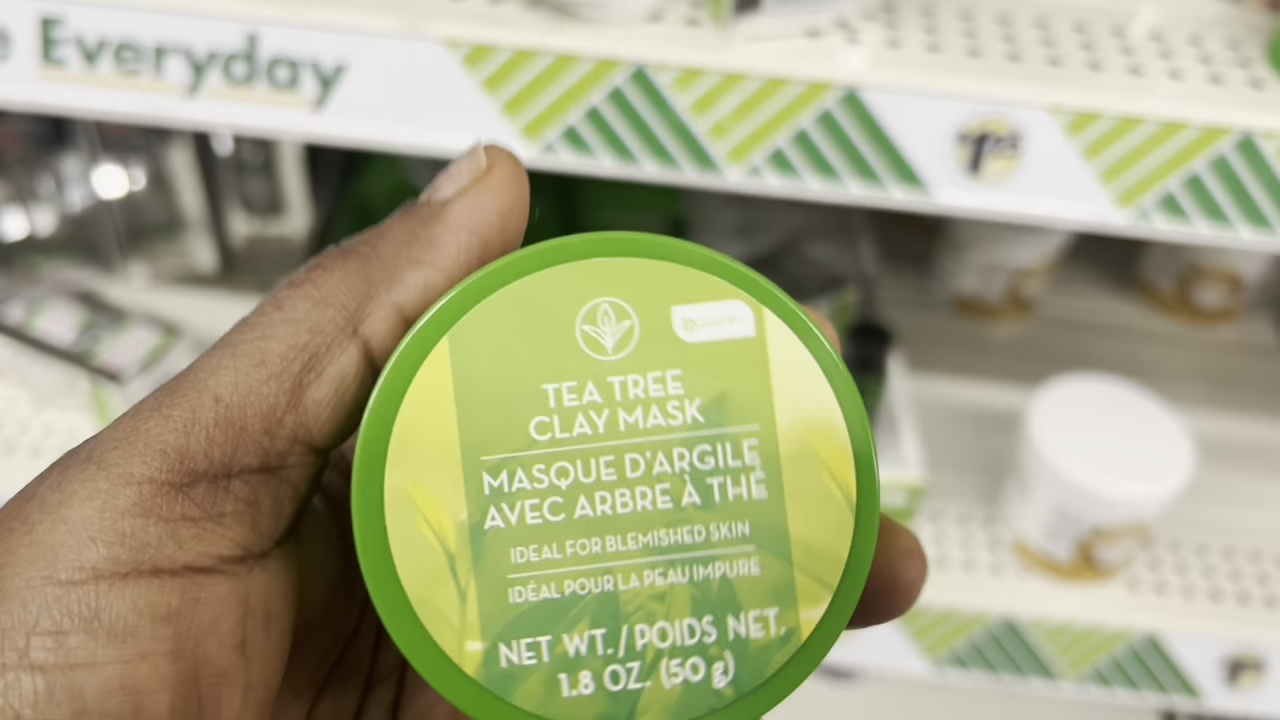 e Everyday
TEA TREE
CLAY MASK
MASQUE D'ARGILE
AVEC ARBRE À THÉ
IDEAL FOR BLEMISHED SKIN
IDÉAL POUR LA PEAU IMPURE
NET WT. / POIDS NET.
1.8 OZ. (50 g)